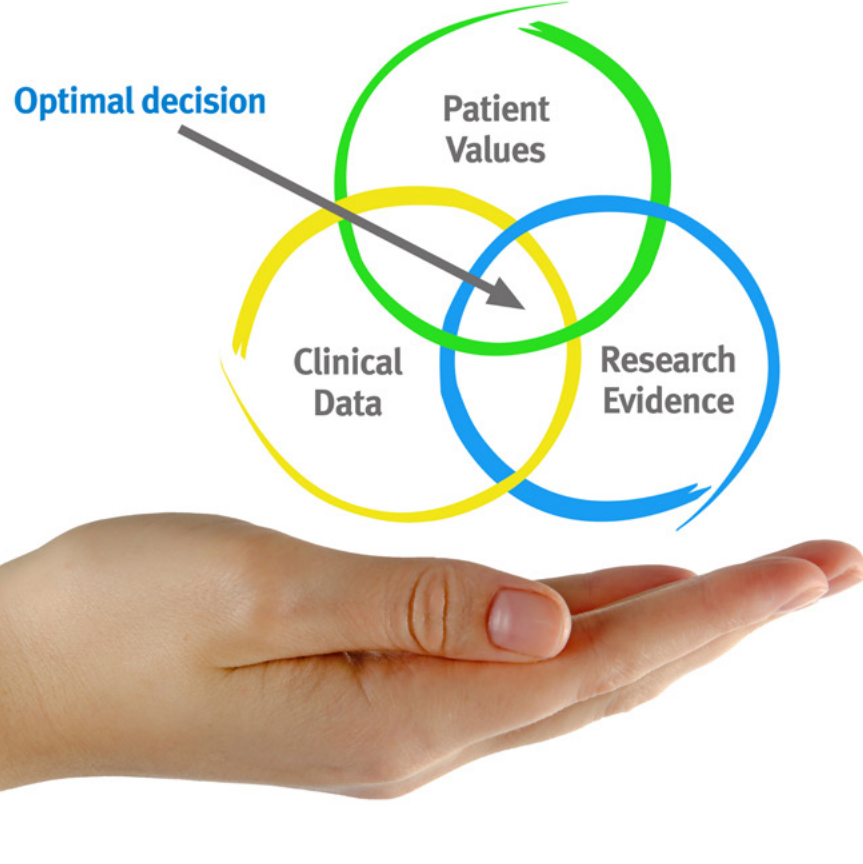 Optimal decision
Patient
Values
Clinical
Data
Research
Evidence